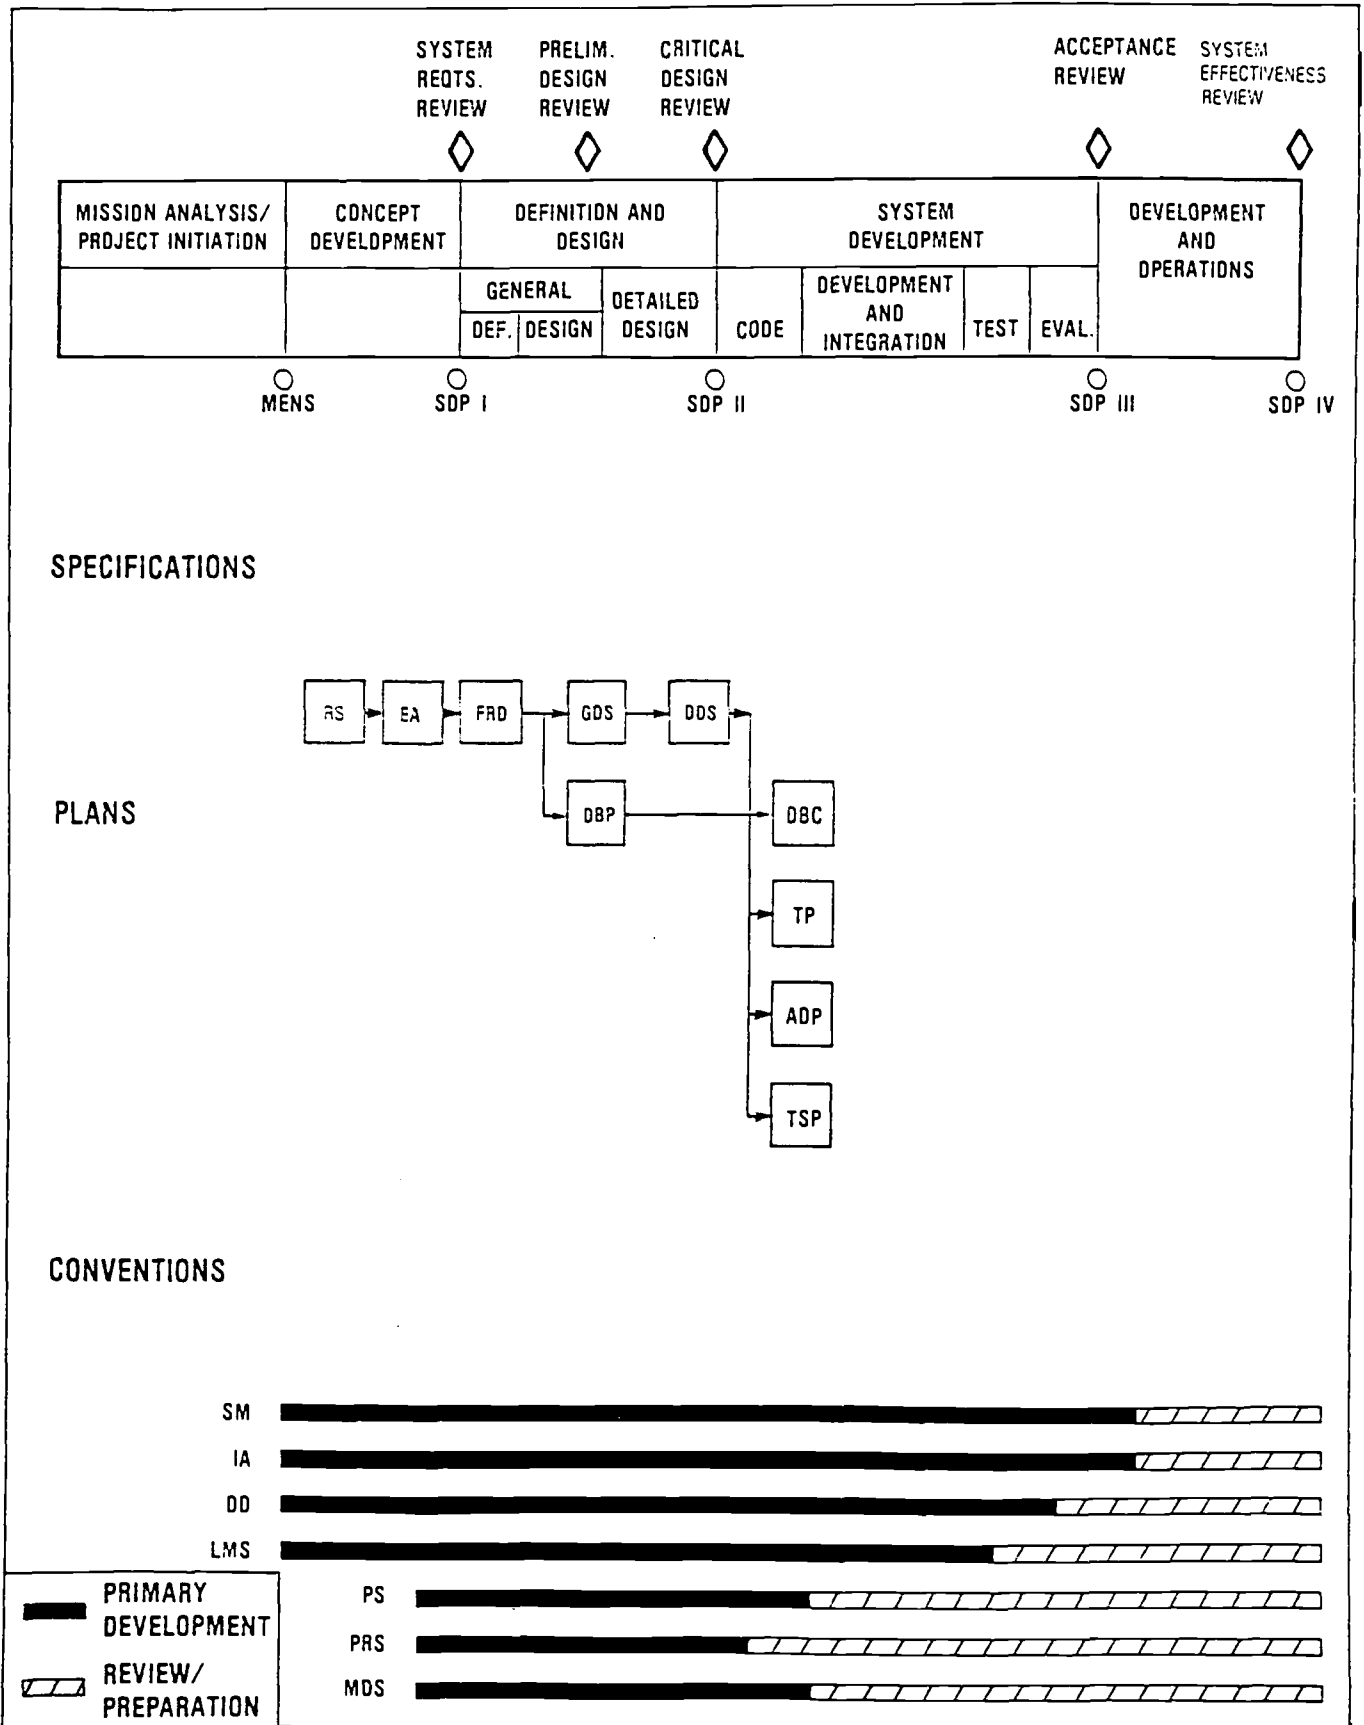 SYSTEM
REQTS.
REVIEW
PRELIM.
DESIGN
REVIEW
CRITICAL
DESIGN
REVIEW
ACCEPTANCE
REVIEW
SYSTEM
EFFECTIVENESS
REVIEW
MISSION ANALYSIS/
PROJECT INITIATION
CONCEPT
DEVELOPMENT
DEFINITION AND
DESIGN
SYSTEM
DEVELOPMENT
DEVELOPMENT
AND
OPERATIONS
GENERAL
DEF.
DESIGN
DETAILED
DESIGN
CODE
DEVELOPMENT
AND
INTEGRATION
TEST
EVAL.
MENS
SDP I
SDP II
SDP III
SDP IV
SPECIFICATIONS
RS
EA
FRD
GDS
DDS
PLANS
DBP
DBC
TP
ADP
TSP
CONVENTIONS
SM
IA
DD
LMS
PS
PRS
MDS
PRIMARY
DEVELOPMENT
REVIEW/
PREPARATION